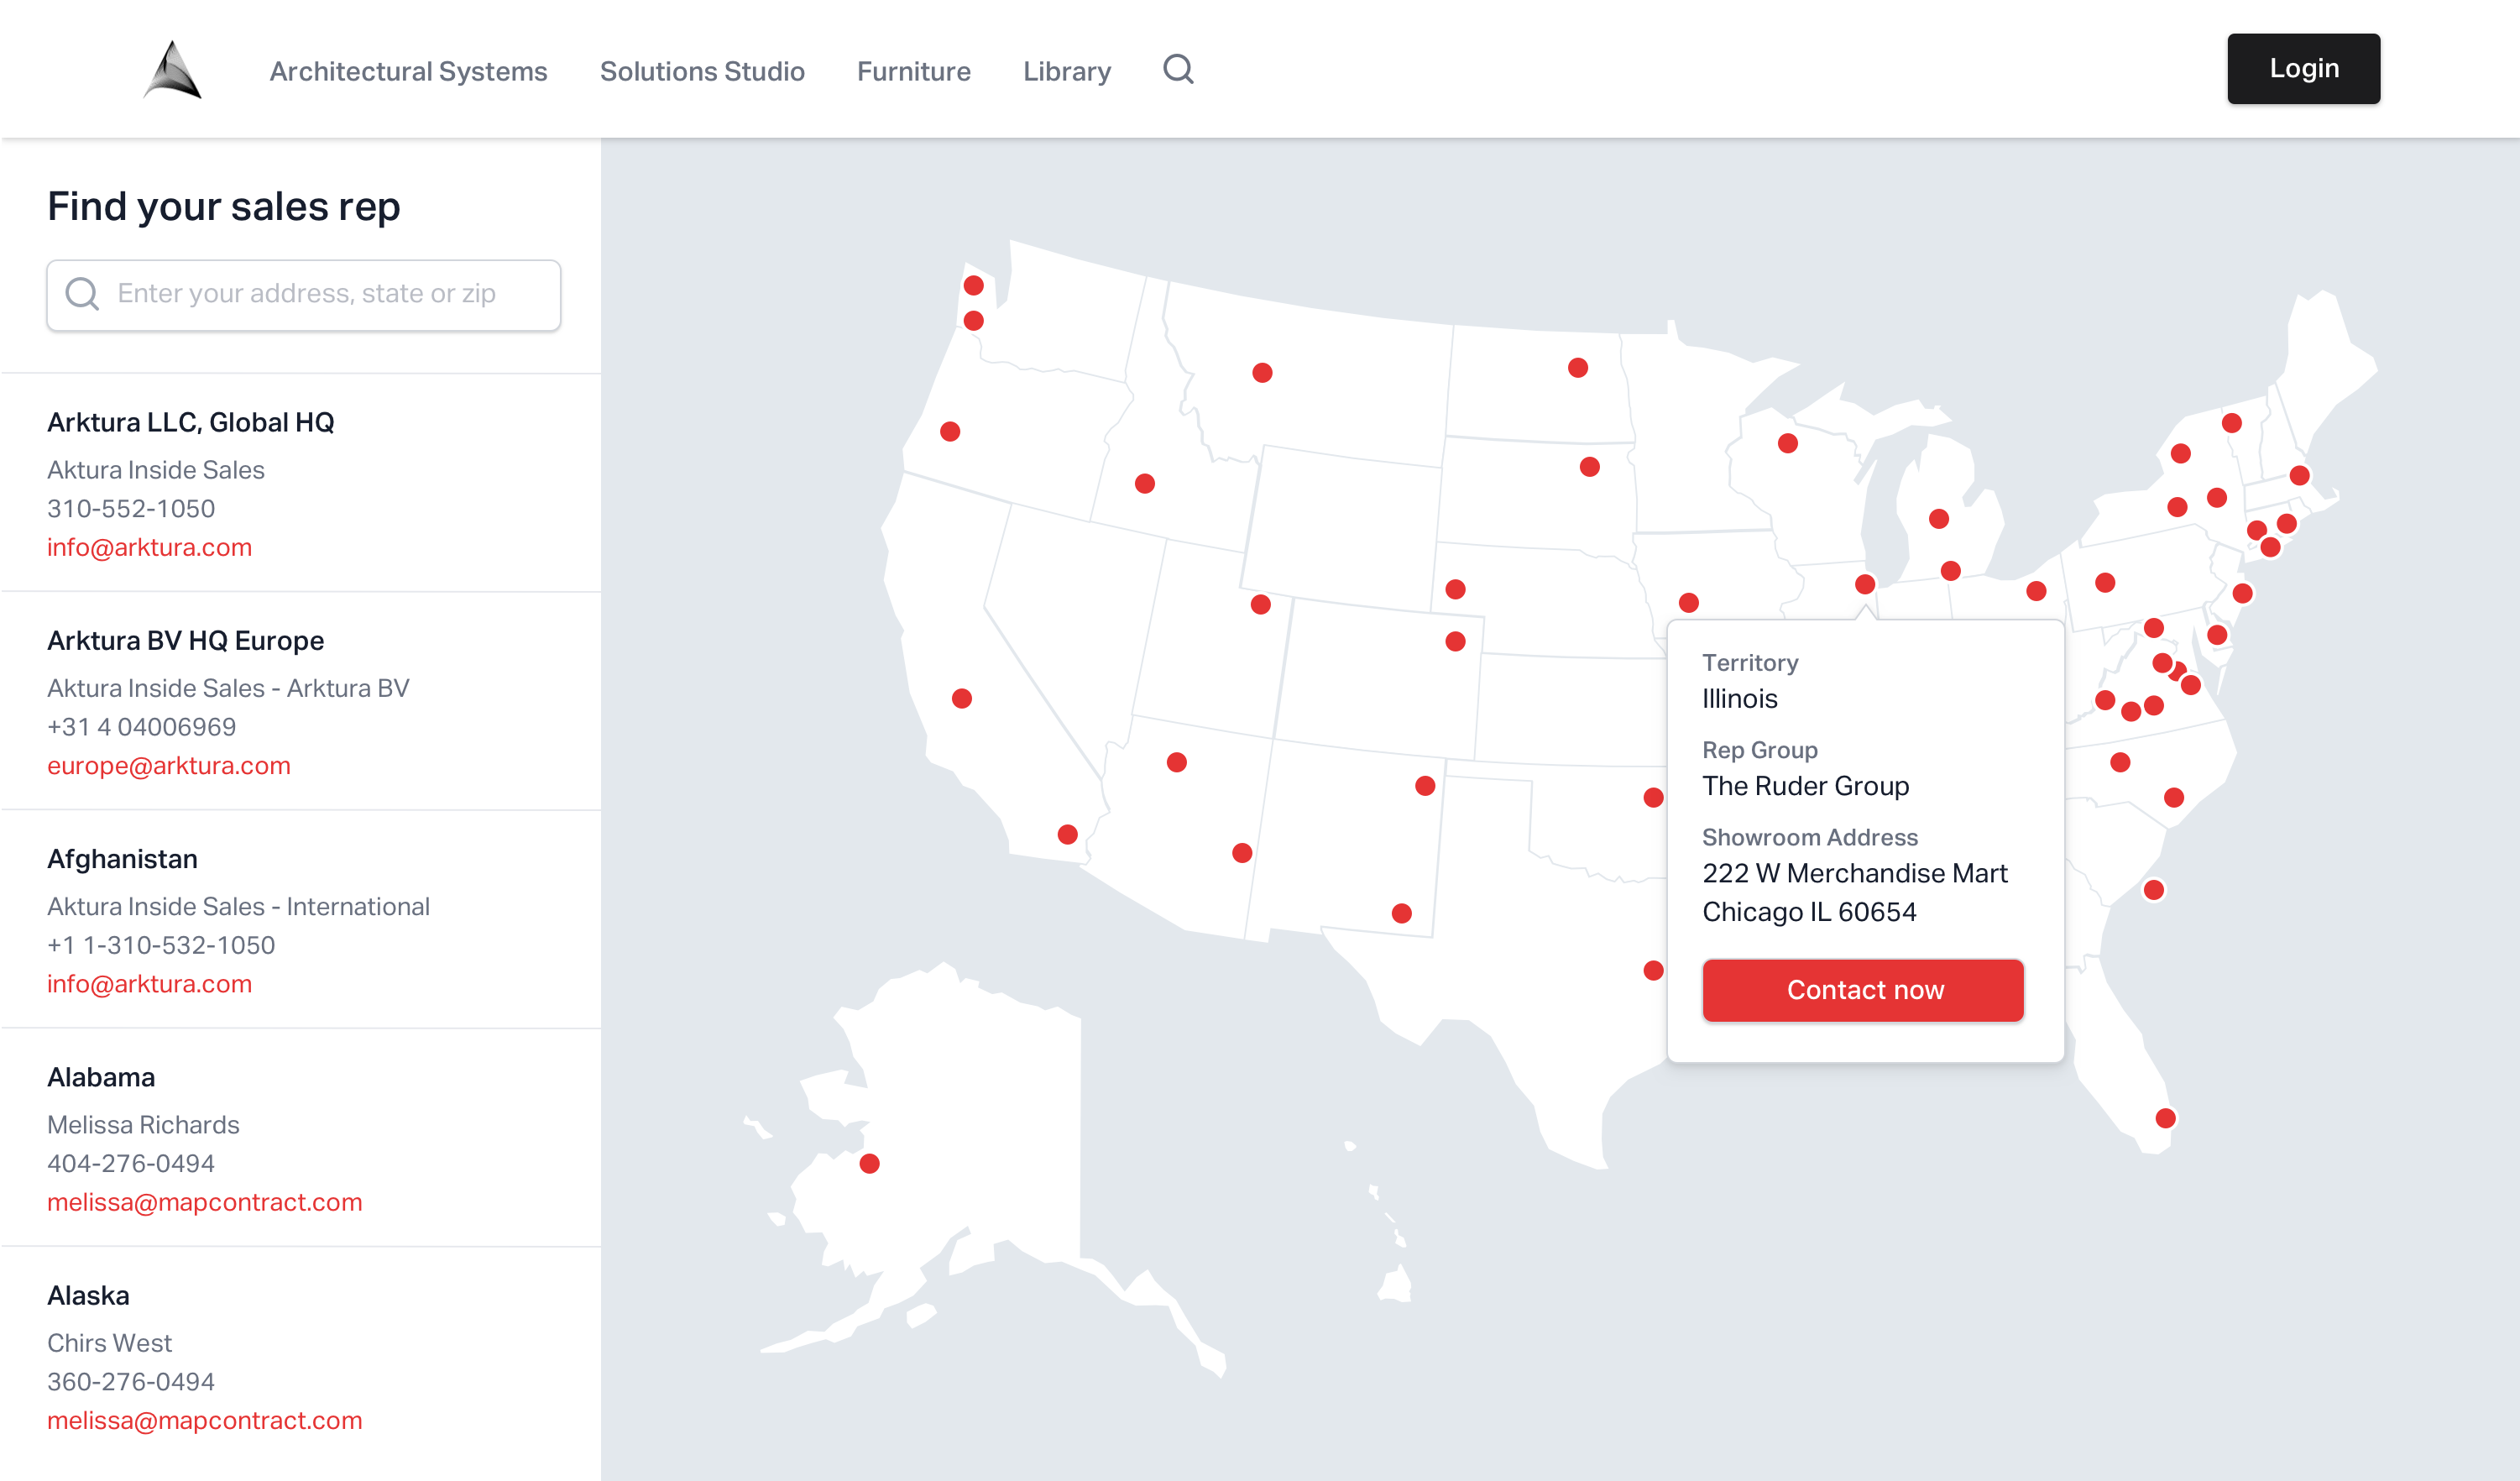 Architectural Systems
Solutions Studio
Furniture
Library
Login
Find your sales rep
Enter your address, state or zip
Arktura LLC, Global HQ
Aktura Inside Sales
310-552-1050
info@arktura.com
Arktura BV HQ Europe
Aktura Inside Sales - Arktura BV
+31 4 04006969
europe@arktura.com
Afghanistan
Aktura Inside Sales - International
+1 1-310-532-1050
info@arktura.com
Alabama
Melissa Richards
404-276-0494
melissa@mapcontract.com
Alaska
Chirs West
360-276-0494
melissa@mapcontract.com
Territory
Illinois
Rep Group
The Ruder Group
Showroom Address
222 W Merchandise Mart
Chicago IL 60654
Contact now